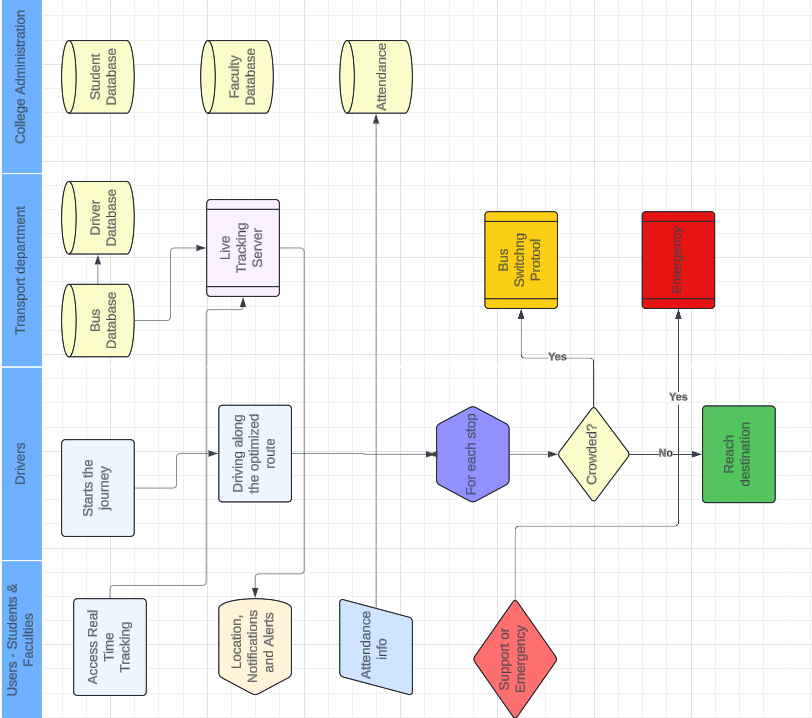 College Administration
Student
Database
Faculty
Database
Attendance
Transport department
Driver
Database
Bus
Database
Live
Tracking
Server
Bus
Switchng
Protool
Emergency
Yes
Yes
Drivers
Starts the
journey
Driving along
the optimized
route
For each stop
Crowded?
No
Reach
destination
Users - Students &
Faculties
Access Real
Time
Tracking
Location,
Notifications
and Alerts
Attendance
info
Support or
Emergency